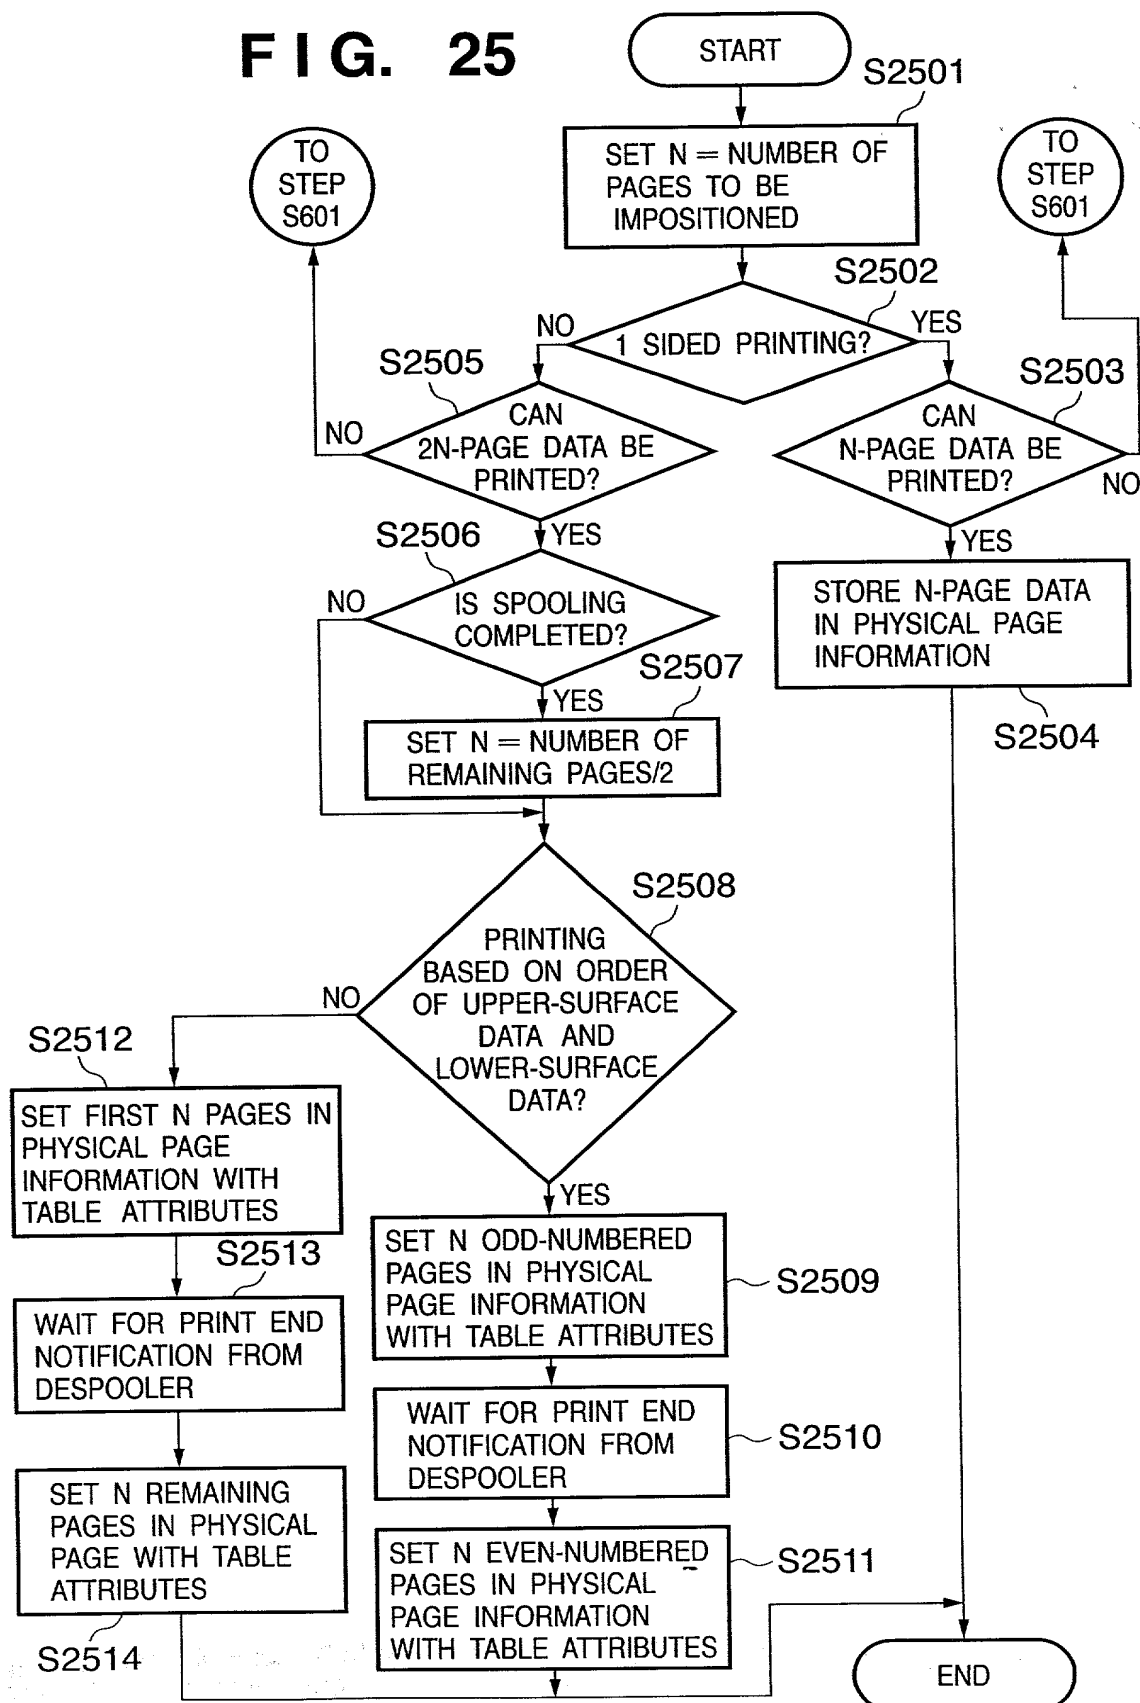 FIG. 25
START
S2501
SET N = NUMBER OF
PAGES TO BE
IMPOSITIONED
TO
STEP
S601
TO
STEP
S601
S2502
1 SIDED PRINTING?
NO
YES
S2505
CAN
2N-PAGE DATA BE
PRINTED?
NO
YES
S2503
CAN
N-PAGE DATA BE
PRINTED?
NO
YES
S2506
IS SPOOLING
COMPLETED?
NO
YES
STORE N-PAGE DATA
IN PHYSICAL PAGE
INFORMATION
S2504
S2507
SET N = NUMBER OF
REMAINING PAGES/2
S2508
PRINTING
BASED ON ORDER
OF UPPER-SURFACE
DATA AND
LOWER-SURFACE
DATA?
NO
YES
S2512
SET FIRST N PAGES IN
PHYSICAL PAGE
INFORMATION WITH
TABLE ATTRIBUTES
S2513
WAIT FOR PRINT END
NOTIFICATION FROM
DESPOOLER
SET N REMAINING
PAGES IN PHYSICAL
PAGE WITH TABLE
ATTRIBUTES
S2514
SET N ODD-NUMBERED
PAGES IN PHYSICAL
PAGE INFORMATION
WITH TABLE ATTRIBUTES
S2509
WAIT FOR PRINT END
NOTIFICATION FROM
DESPOOLER
S2510
SET N EVEN-NUMBERED
PAGES IN PHYSICAL
PAGE INFORMATION
WITH TABLE ATTRIBUTES
S2511
END